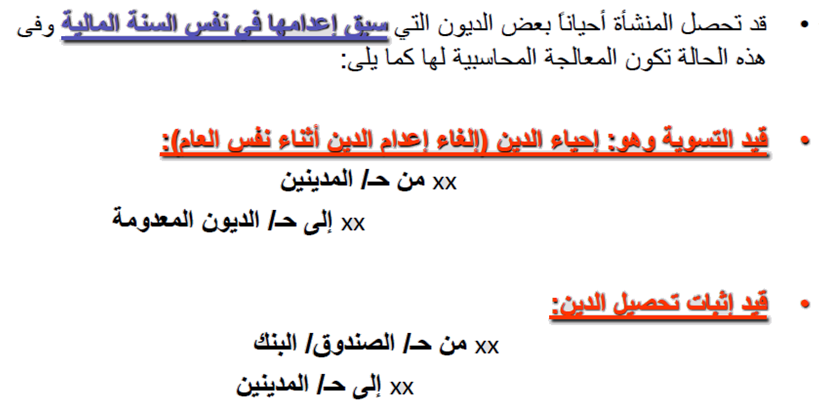 • قد تحصل المنشأة أحياناً بعض الديون التي سبق إعدامها في نفس السنة المالية وفى
هذه الحالة تكون المعالجة المحاسبية لها كما يلى:
• قيد التسوية وهو: إحياء الدين (إلغاء إعدام الدين أثناء نفس العام):
xx من حـ/ المدينين
xx إلى حـ/ الديون المعدومة
• قيد إثبات تحصيل الدين:
xx من حـ/ الصندوق/ البنك
xx إلى حـ/ المدينين